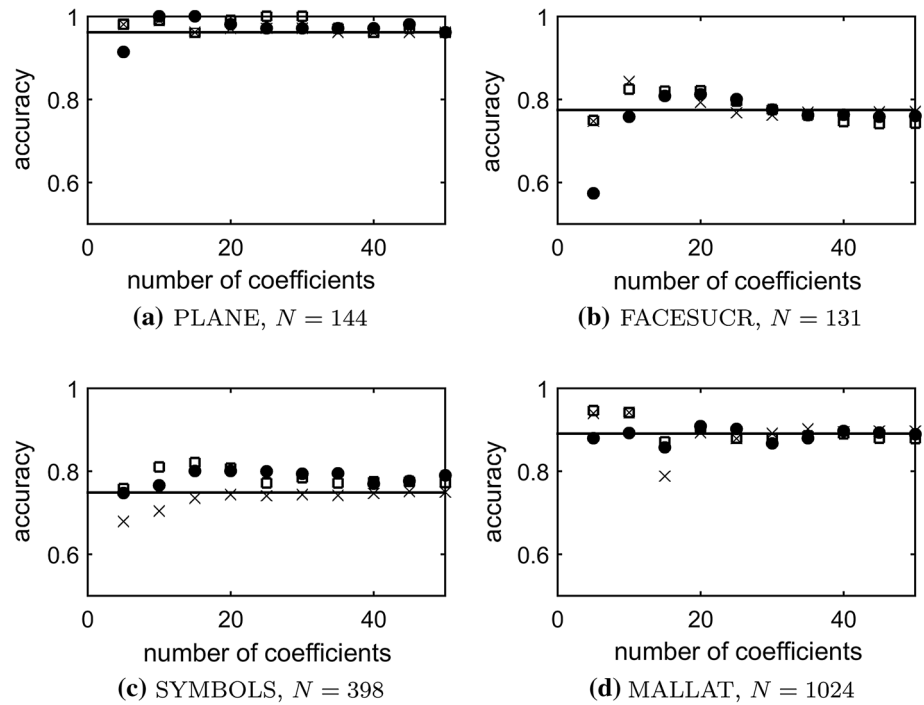 1
0.8
0.6
accuracy
0
20
40
number of coefficients
(a) PLANE, N = 144
1
0.8
0.6
accuracy
0
20
40
number of coefficients
(b) FACESUCR, N = 131
1
0.8
0.6
accuracy
0
20
40
number of coefficients
(c) SYMBOLS, N = 398
1
0.8
0.6
accuracy
0
20
40
number of coefficients
(d) MALLAT, N = 1024